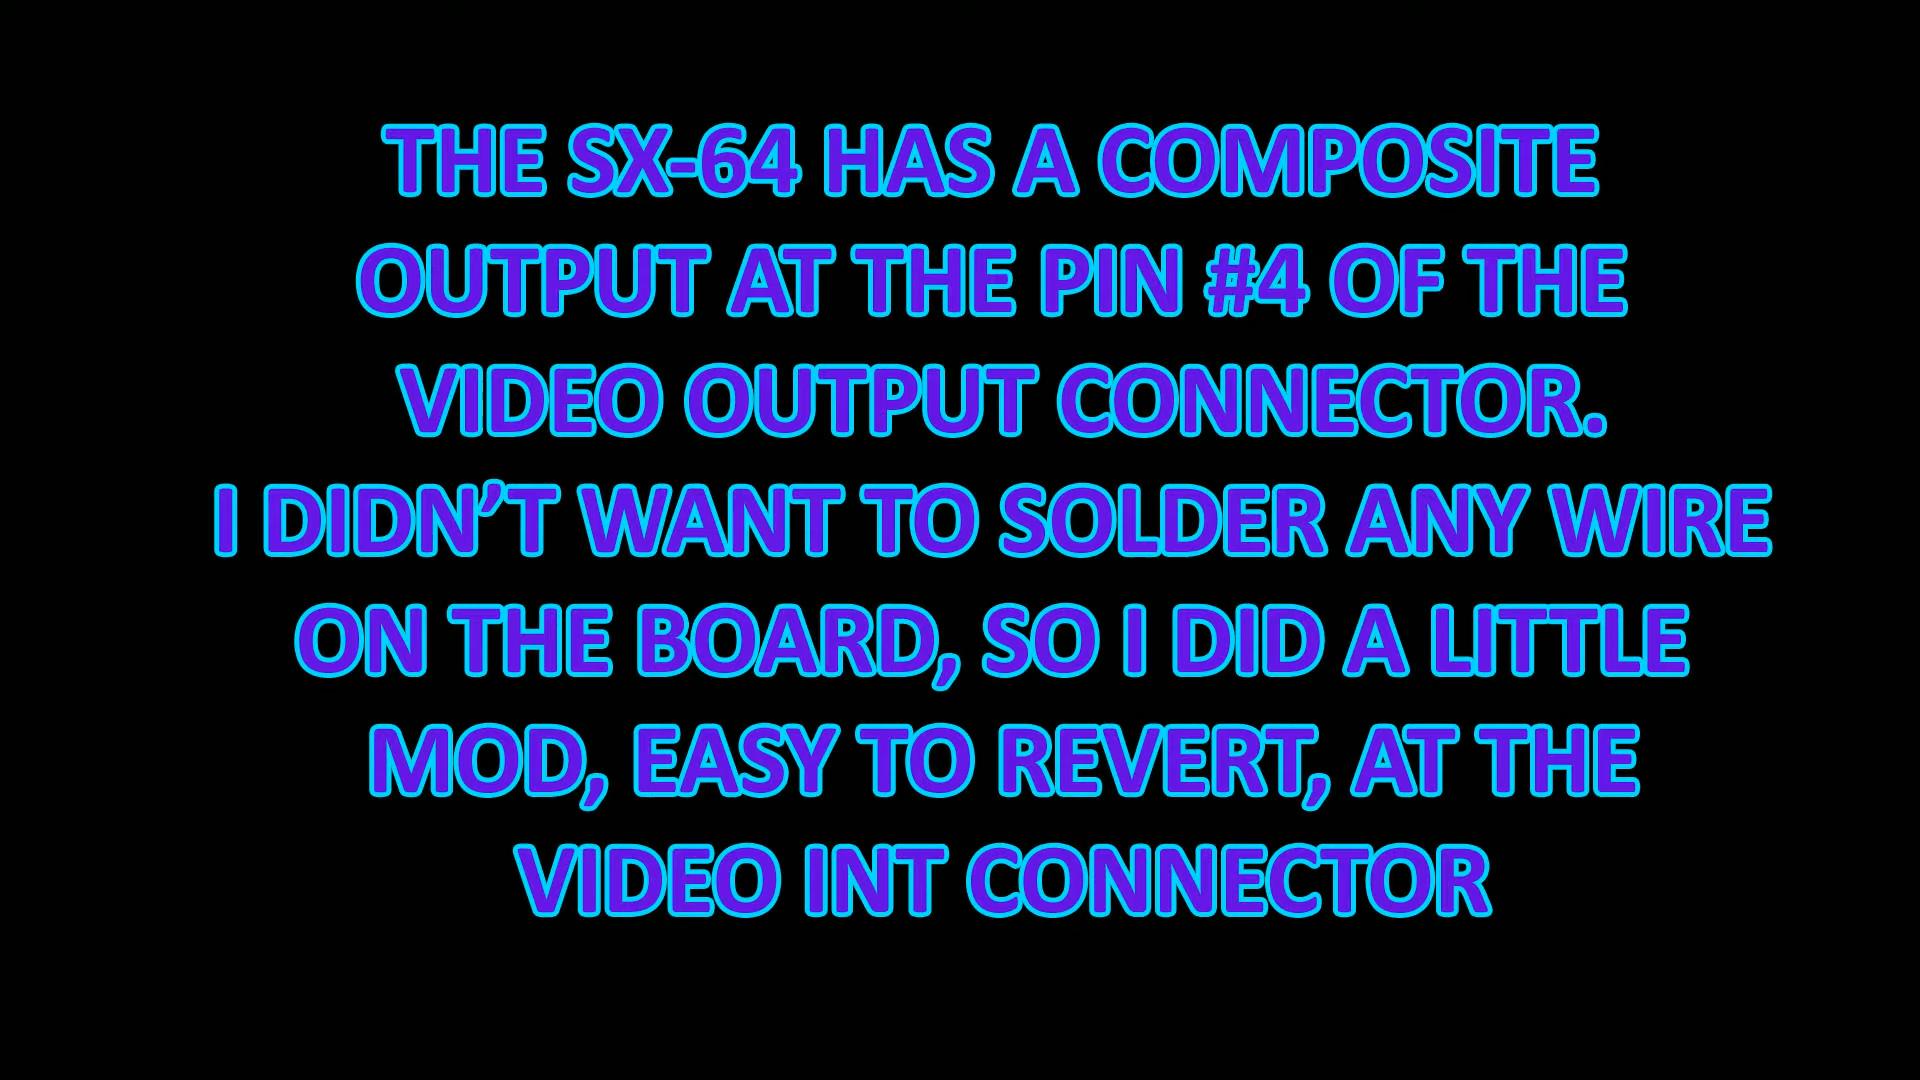 THE SX-64 HAS A COMPOSITE
OUTPUT AT THE PIN #4 OF THE
VIDEO OUTPUT CONNECTOR.
I DIDN’T WANT TO SOLDER ANY WIRE
ON THE BOARD, SO I DID A LITTLE
MOD, EASY TO REVERT, AT THE
VIDEO INT CONNECTOR